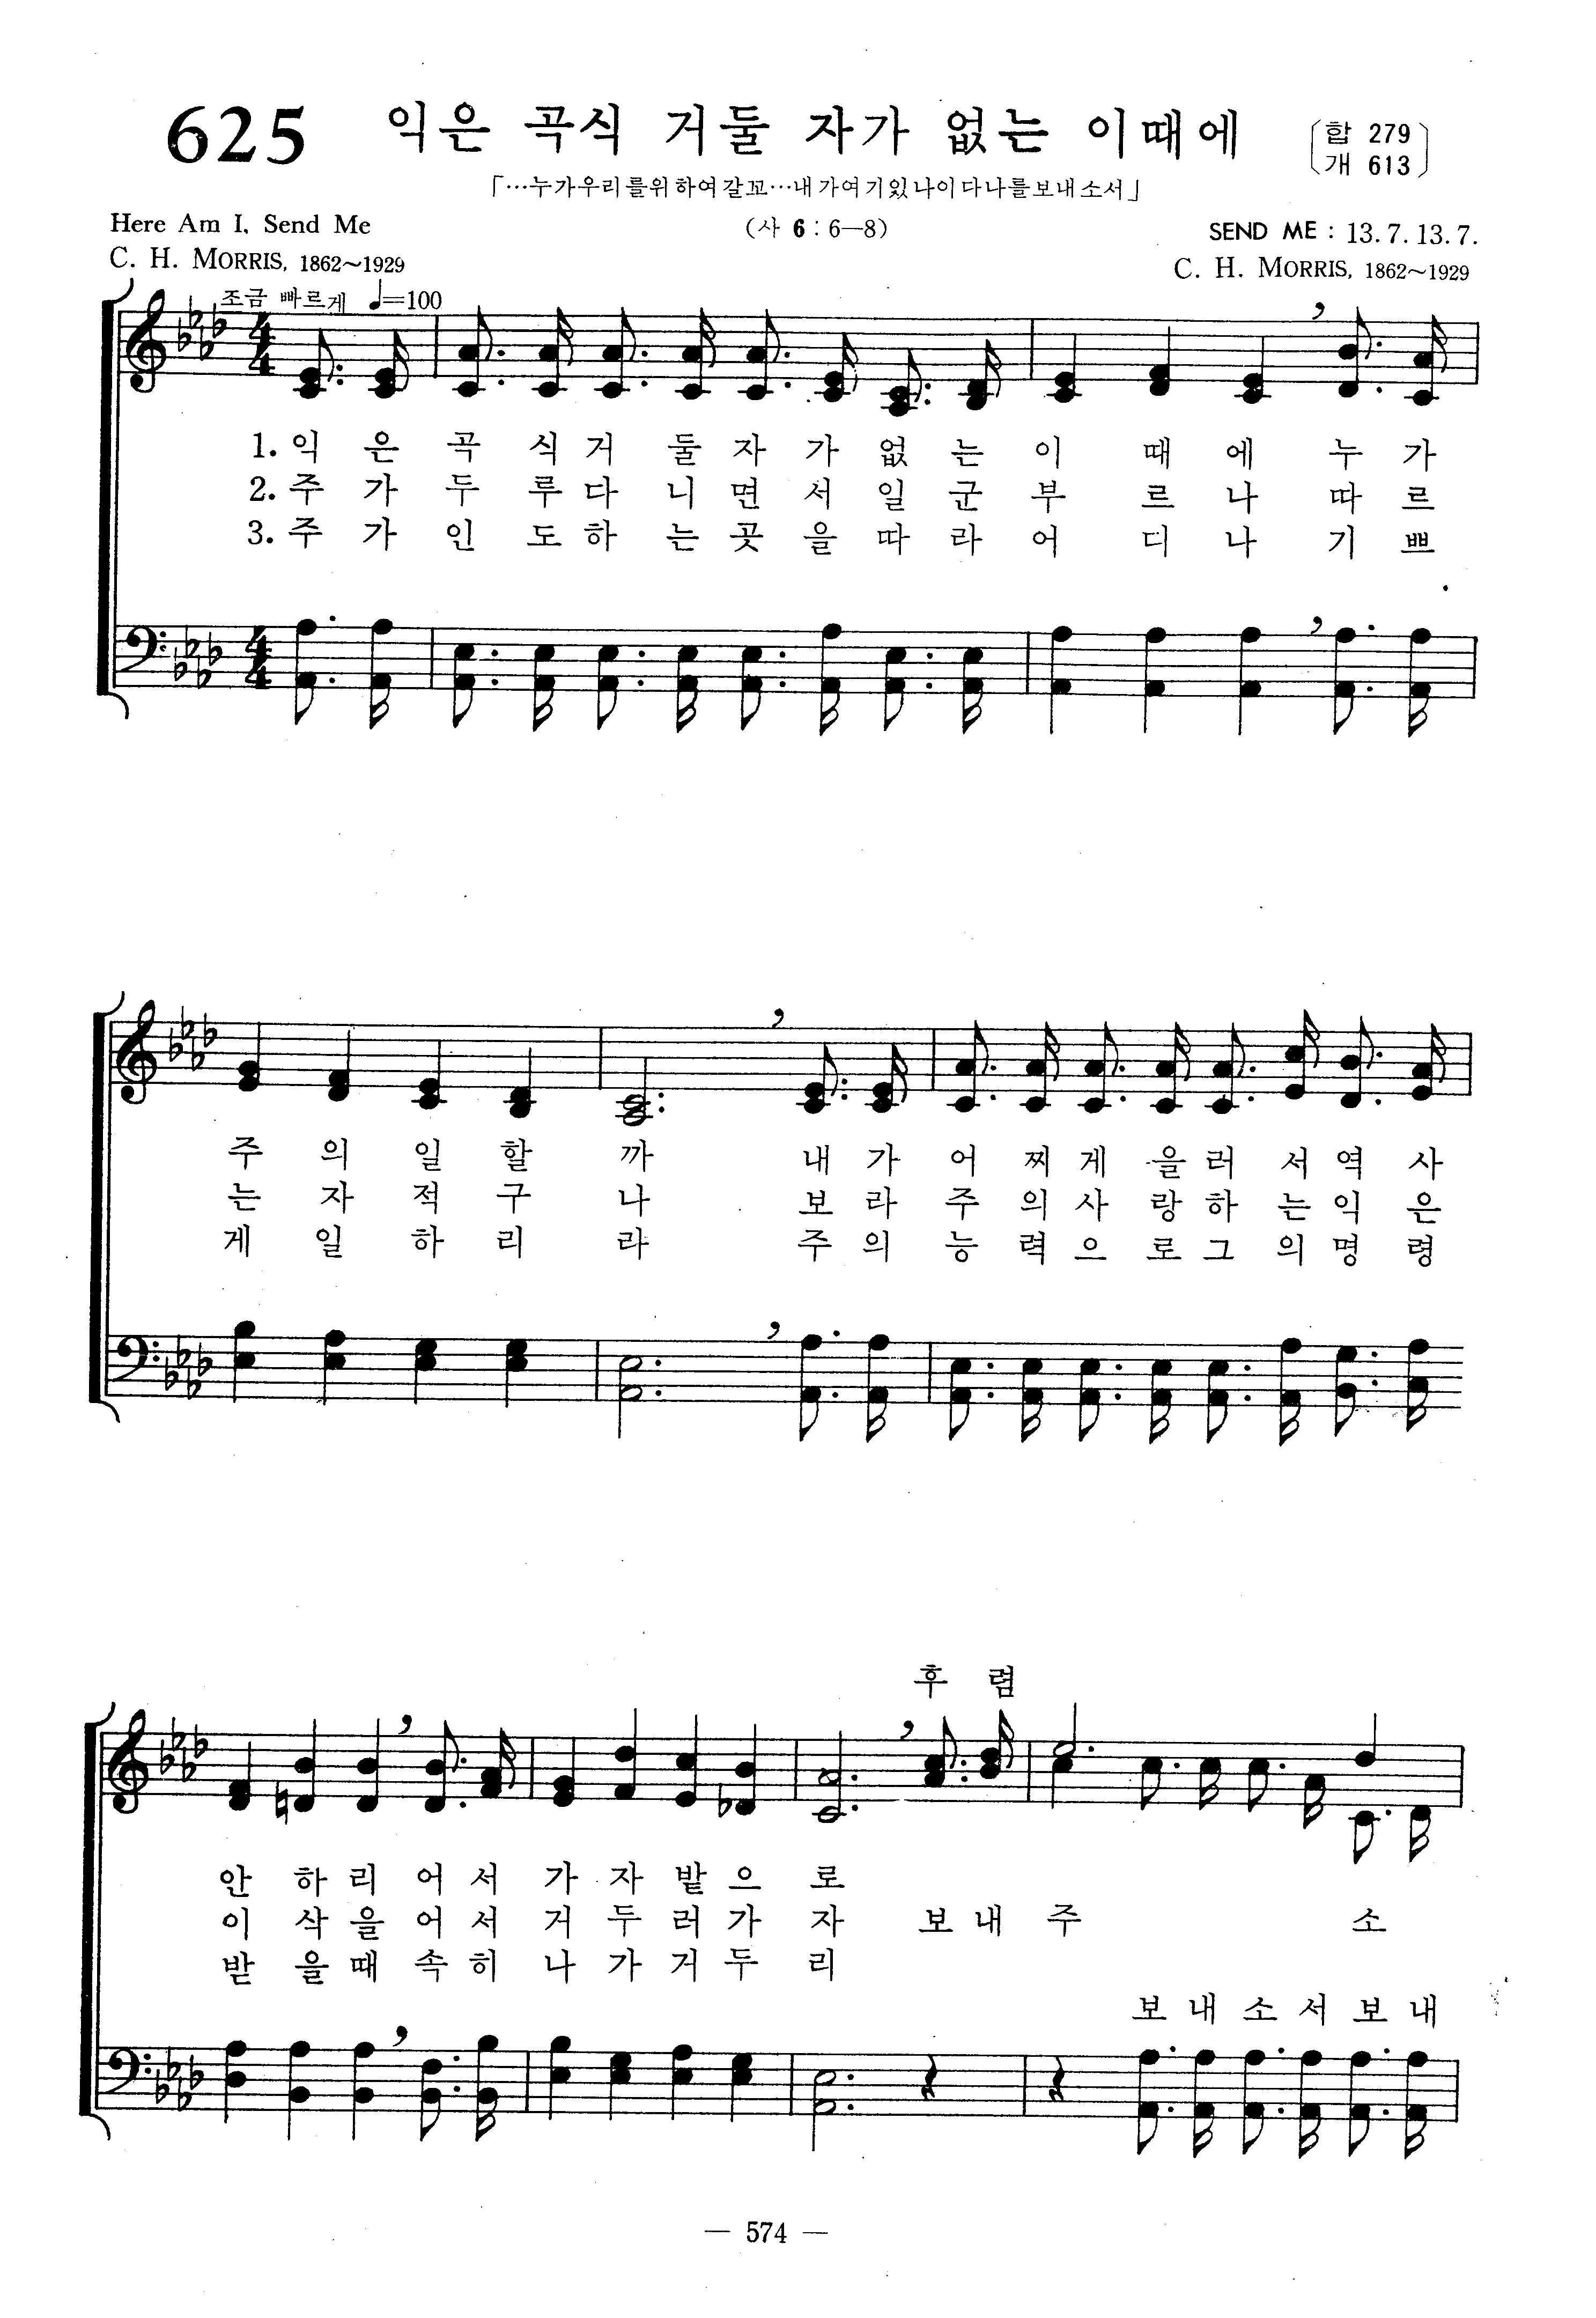 625 익은 곡식 거둘 자가 없는 이때에 〔합 279 개 613〕
「…누가우리를위하여갈꼬…내가여기있나이다나를보내소서」
Here Am I, Send Me (사 6 : 6—8) SEND ME : 13. 7. 13. 7.
C. H. MORRIS, 1862~1929 C. H. MORRIS, 1862~1929
조금 빠르게 ♩=100
1. 익 은 곡 식 거 둘 자 가 없 는 이 때 에 누 가
2. 주 가 두 루 다 니 면 서 일 군 부 르 나 따 르
3. 주 가 인 도 하 는 곳 을 따 라 어 디 나 기 쁘
주 의 일 할 까 내 가 어 찌 게 을 러 서 역 사
는 자 적 구 나 보 라 주 의 사 랑 하 는 익 은
게 일 하 리 라 주 의 능 력 으 로 그 의 명 령
후 렴
안 하 리 어 서 가 자 밭 으 로
이 삭 을 어 서 거 두 러 가 자 보 내 주 소
받 을 때 속 히 나 가 거 두 리
보 내 소 서 보 내
— 574 —